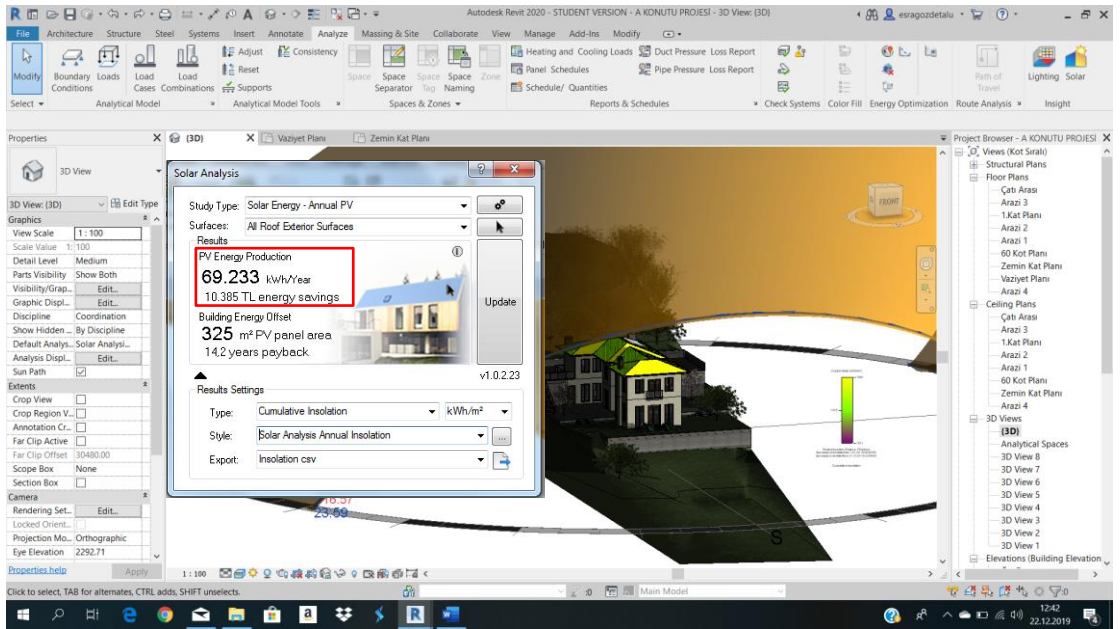 Autodesk Revit 2020 - STUDENT VERSION - A KONUTU PROJESİ - 3D View: {3D}
esragozdetalu
File Architecture Structure Steel Systems Insert Annotate Analyze Massing & Site Collaborate View Manage Add-Ins Modify
Modify
Boundary Conditions
Loads
Load Cases
Load Combinations
Adjust
Reset
Supports
Consistency
Space
Space Separator
Space Tag
Space Naming
Zone
Heating and Cooling Loads
Panel Schedules
Schedule/ Quantities
Duct Pressure Loss Report
Pipe Pressure Loss Report
Path of Travel
Lighting
Solar
Select
Analytical Model
Analytical Model Tools
Spaces & Zones
Reports & Schedules
Check Systems
Color Fill
Energy Optimization
Route Analysis
Insight
Properties
3D View
3D View: {3D}
Edit Type
Graphics
View Scale 1 : 100
Scale Value 1: 100
Detail Level Medium
Parts Visibility Show Both
Visibility/Grap... Edit...
Graphic Displ... Edit...
Discipline Coordination
Show Hidden ... By Discipline
Default Analys... Solar Analysi...
Analysis Displ... Edit...
Sun Path
Extents
Crop View
Crop Region V...
Annotation Cr...
Far Clip Active
Far Clip Offset 30480.00
Scope Box None
Section Box
Camera
Rendering Set... Edit...
Locked Orient...
Projection Mo... Orthographic
Eye Elevation 2292.71
Properties help
Apply
{3D}
Vaziyet Planı
Zemin Kat Planı
Solar Analysis
Study Type: Solar Energy - Annual PV
Surfaces: All Roof Exterior Surfaces
Results
PV Energy Production
69.233 kWh/Year
10.385 TL energy savings
Building Energy Offset
325 m² PV panel area
14,2 years payback
Update
v1.0.2.23
Results Settings
Type: Cumulative Insolation kWh/m²
Style: Solar Analysis Annual Insolation
Export: Insolation csv
FRONT
16:57
23:59
S
Project Browser - A KONUTU PROJESİ
Views (Kot Sıralı)
Structural Plans
Floor Plans
Çatı Arası
Arazi 3
1.Kat Planı
Arazi 2
Arazi 1
60 Kot Planı
Zemin Kat Planı
Vaziyet Planı
Arazi 4
Ceiling Plans
Çatı Arası
Arazi 3
1.Kat Planı
Arazi 2
Arazi 1
60 Kot Planı
Zemin Kat Planı
Arazi 4
3D Views
{3D}
Analytical Spaces
3D View 8
3D View 7
3D View 6
3D View 5
3D View 4
3D View 3
3D View 2
3D View 1
Elevations (Building Elevation
1 : 100
Click to select, TAB for alternates, CTRL adds, SHIFT unselects.
:0
Main Model
:0
12:42
22.12.2019